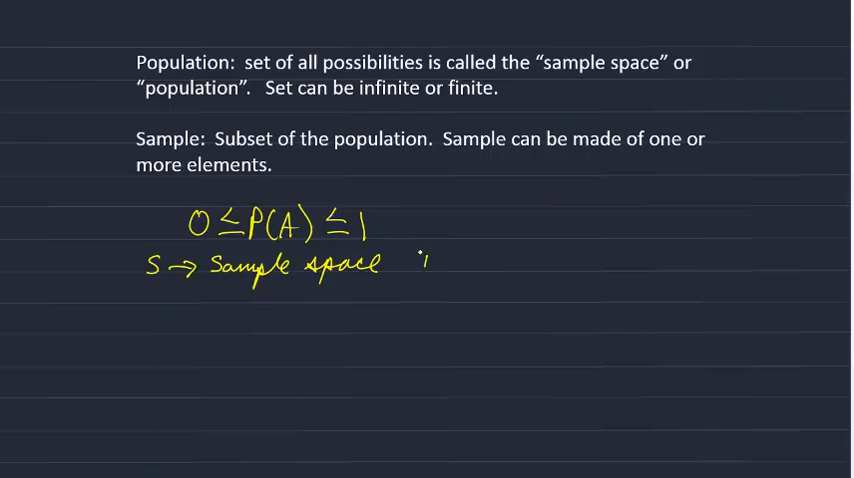 Population: set of all possibilities is called the “sample space” or
“population”. Set can be infinite or finite.
Sample: Subset of the population. Sample can be made of one or
more elements.
0 ≤ P(A) ≤ 1
S → Sample space